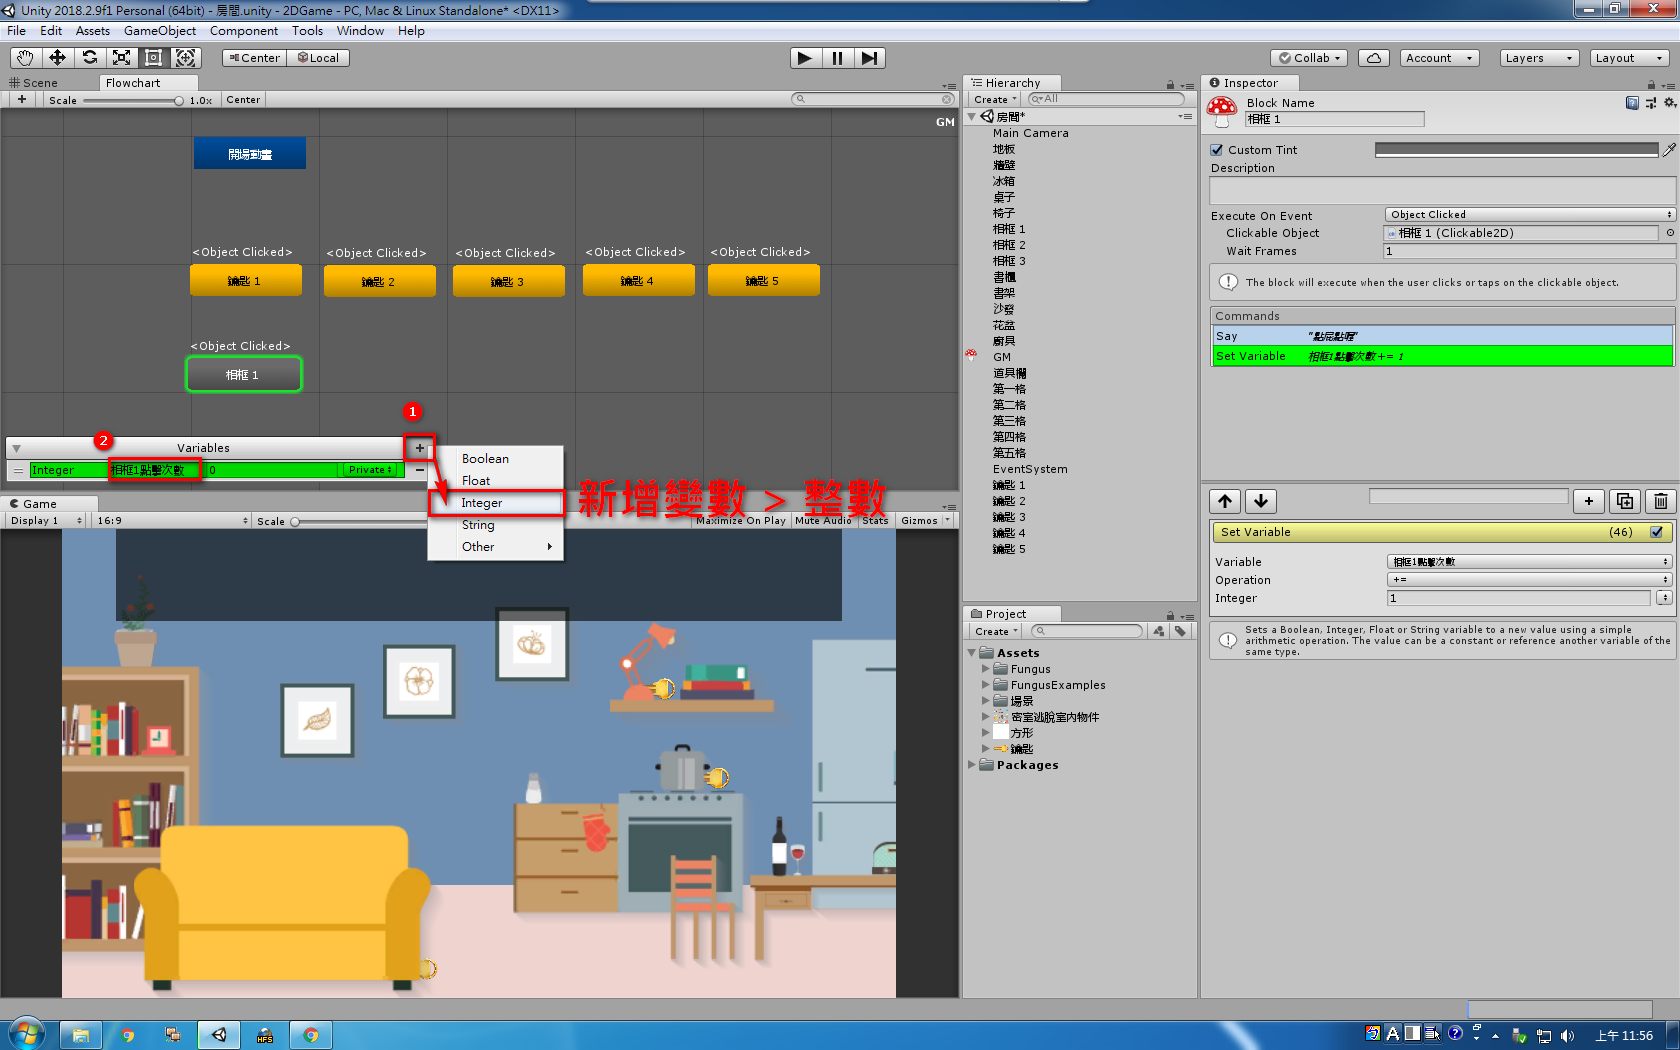 Unity 2018.2.9f1 Personal (64bit) - 房間.unity - 2DGame - PC, Mac & Linux Standalone* <DX11>
File Edit Assets GameObject Component Tools Window Help
Center Local
Collab Account Layers Layout
Scene Flowchart
Scale 1.0x Center
GM
開場動畫
<Object Clicked> <Object Clicked> <Object Clicked> <Object Clicked> <Object Clicked>
鑰匙 1 鑰匙 2 鑰匙 3 鑰匙 4 鑰匙 5
<Object Clicked>
相框 1
1
2
Variables +
Integer 相框1點擊次數 0 Private −
Boolean
Float
Integer
String
Other
新增變數 > 整數
Game
Display 1 16:9 Scale Maximize On Play Mute Audio Stats Gizmos
Hierarchy
Create All
房間*
Main Camera
地板
牆壁
冰箱
桌子
椅子
相框 1
相框 2
相框 3
書櫃
書架
沙發
花盆
廚具
GM
道具欄
第一格
第二格
第三格
第四格
第五格
EventSystem
鑰匙 1
鑰匙 2
鑰匙 3
鑰匙 4
鑰匙 5
Project
Create
Assets
Fungus
FungusExamples
場景
密室逃脫室內物件
方形
鑰匙
Packages
Inspector
Block Name
相框 1
Custom Tint
Description
Execute On Event Object Clicked
Clickable Object 相框 1 (Clickable2D)
Wait Frames 1
The block will execute when the user clicks or taps on the clickable object.
Commands
Say "點屁點喔"
Set Variable 相框1點擊次數 += 1
Set Variable (46)
Variable 相框1點擊次數
Operation +=
Integer 1
Sets a Boolean, Integer, Float or String variable to a new value using a simple
arithmetic operation. The value can be a constant or reference another variable of the
same type.
HFS
A
上午 11:56